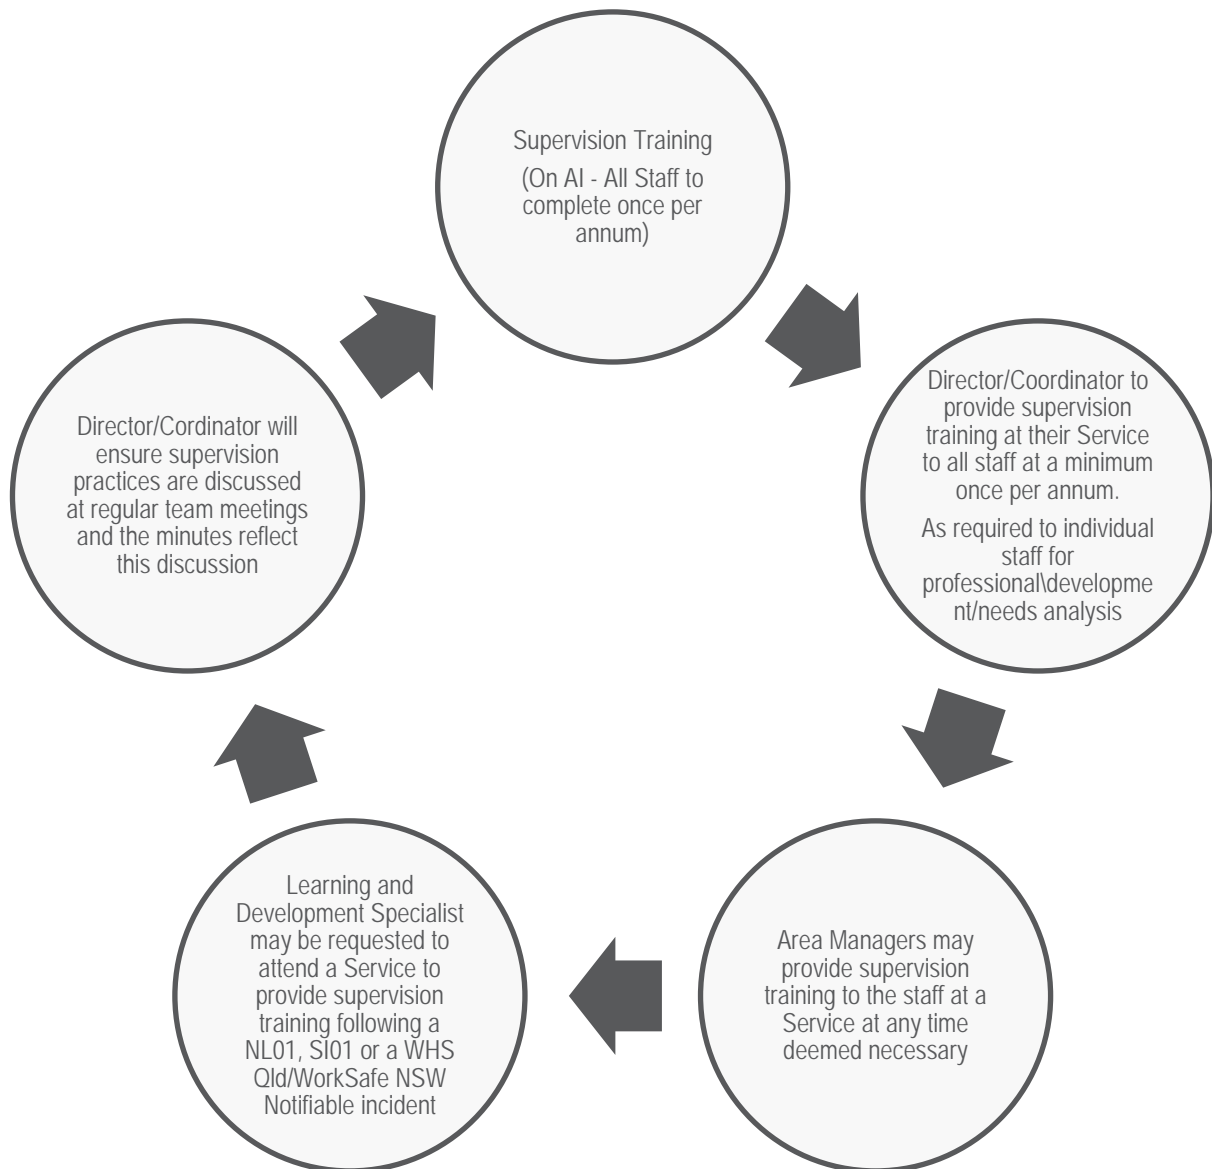 Supervision Training
(On AI - All Staff to
complete once per
annum)
Director/Coordinator to
provide supervision
training at their Service
to all staff at a minimum
once per annum.
As required to individual
staff for
professional\developme
nt/needs analysis
Area Managers may
provide supervision
training to the staff at a
Service at any time
deemed necessary
Learning and
Development Specialist
may be requested to
attend a Service to
provide supervision
training following a
NL01, SI01 or a WHS
Qld/WorkSafe NSW
Notifiable incident
Director/Cordinator will
ensure supervision
practices are discussed
at regular team meetings
and the minutes reflect
this discussion